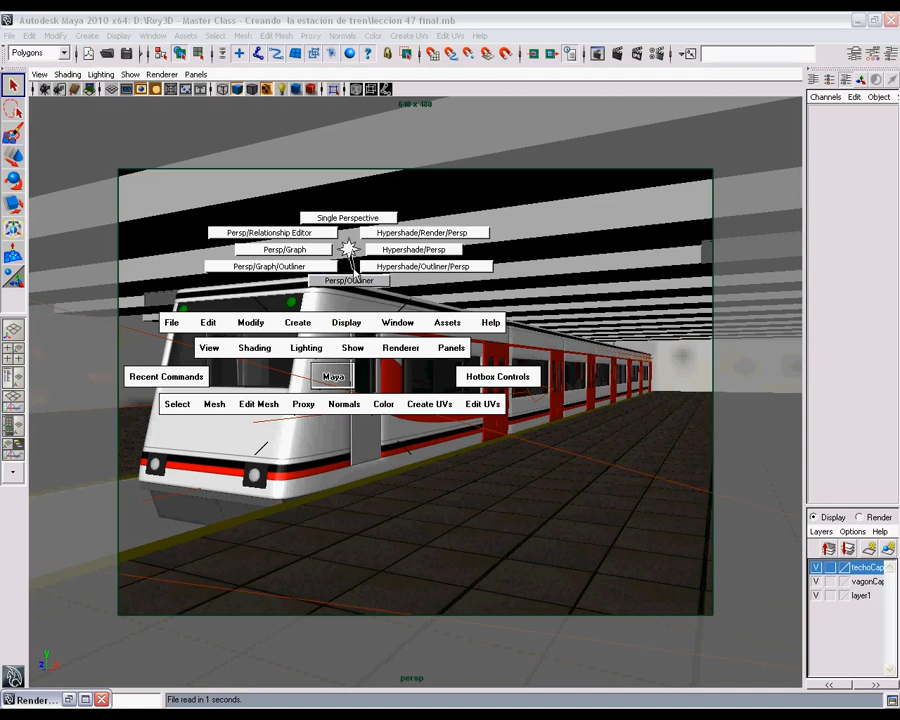 Autodesk Maya 2010 x64: D:\Rey3D - Master Class - Creando la estación de tren\leccion 47 final.mb
File Edit Modify Create Display Window Assets Select Mesh Edit Mesh Proxy Normals Color Create UVs Edit UVs Help
Polygons
View Shading Lighting Show Renderer Panels
Channels Edit Object
640 x 480
Single Perspective
Persp/Relationship Editor Hypershade/Render/Persp
Persp/Graph Hypershade/Persp
Persp/Graph/Outliner Hypershade/Outliner/Persp
Persp/Outliner
File Edit Modify Create Display Window Assets Help
View Shading Lighting Show Renderer Panels
Recent Commands Maya Hotbox Controls
Select Mesh Edit Mesh Proxy Normals Color Create UVs Edit UVs
Display Render
Layers Options Help
V techoCap
V vagonCap
V layer1
y
z x
persp
<< >>
Render... File read in 1 seconds.